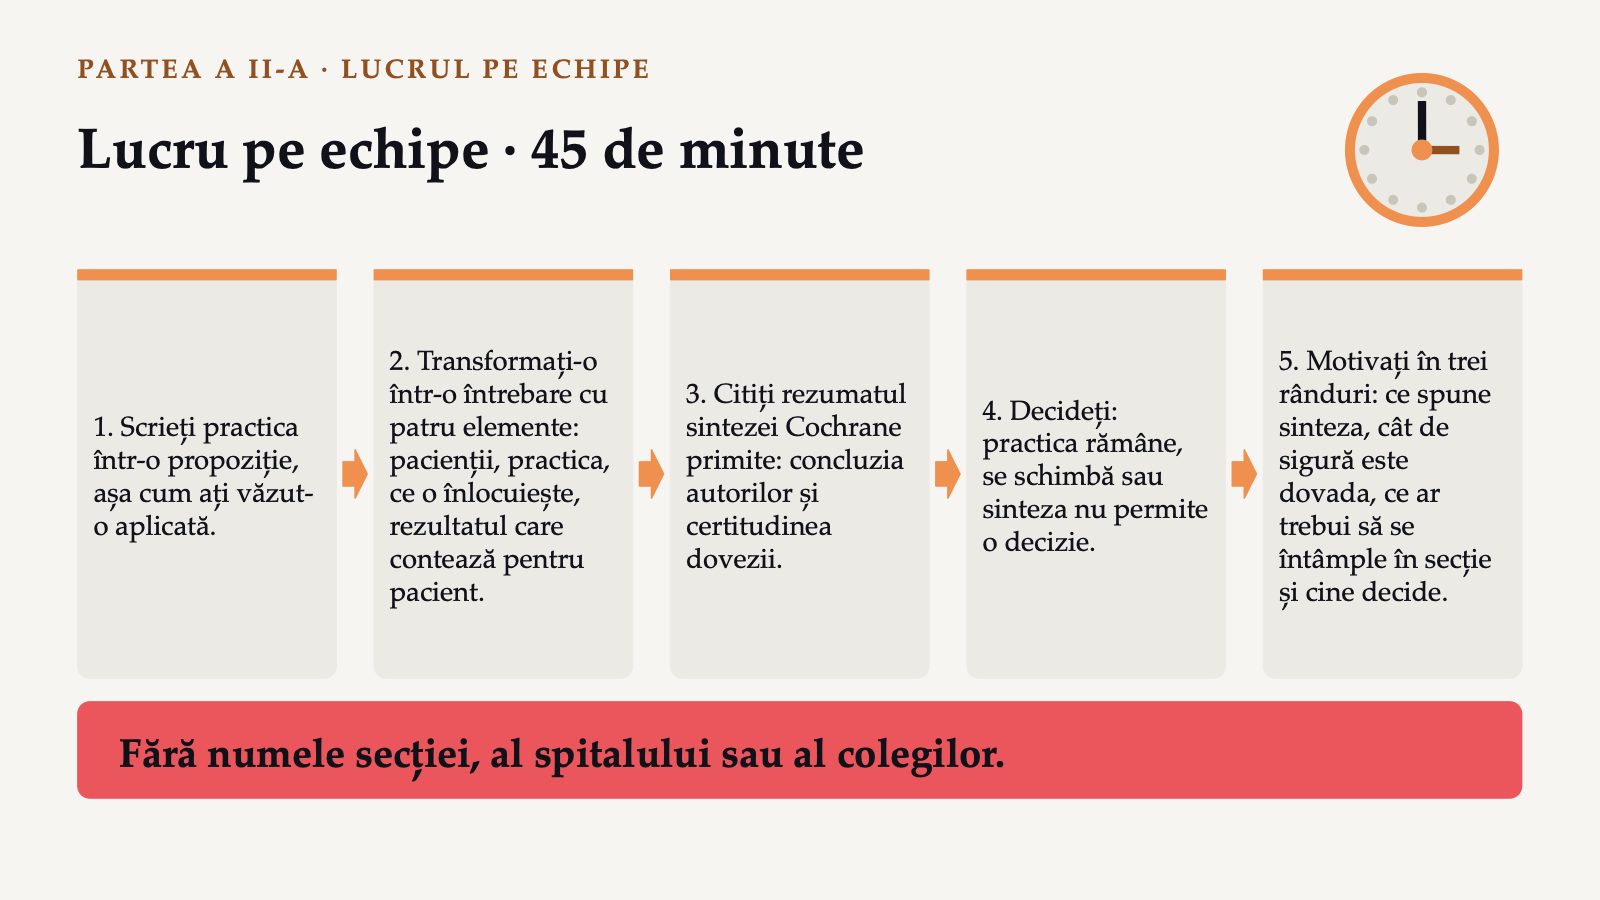 PARTEA A II-A · LUCRUL PE ECHIPE
Lucru pe echipe · 45 de minute
1. Scrieți practica
într-o propoziție,
așa cum ați văzut-
o aplicată.
2. Transformați-o
într-o întrebare cu
patru elemente:
pacienții, practica,
ce o înlocuiește,
rezultatul care
contează pentru
pacient.
3. Citiți rezumatul
sintezei Cochrane
primite: concluzia
autorilor și
certitudinea
dovezii.
4. Decideți:
practica rămâne,
se schimbă sau
sinteza nu permite
o decizie.
5. Motivați în trei
rânduri: ce spune
sinteza, cât de
sigură este
dovada, ce ar
trebui să se
întâmple în secție
și cine decide.
Fără numele secției, al spitalului sau al colegilor.